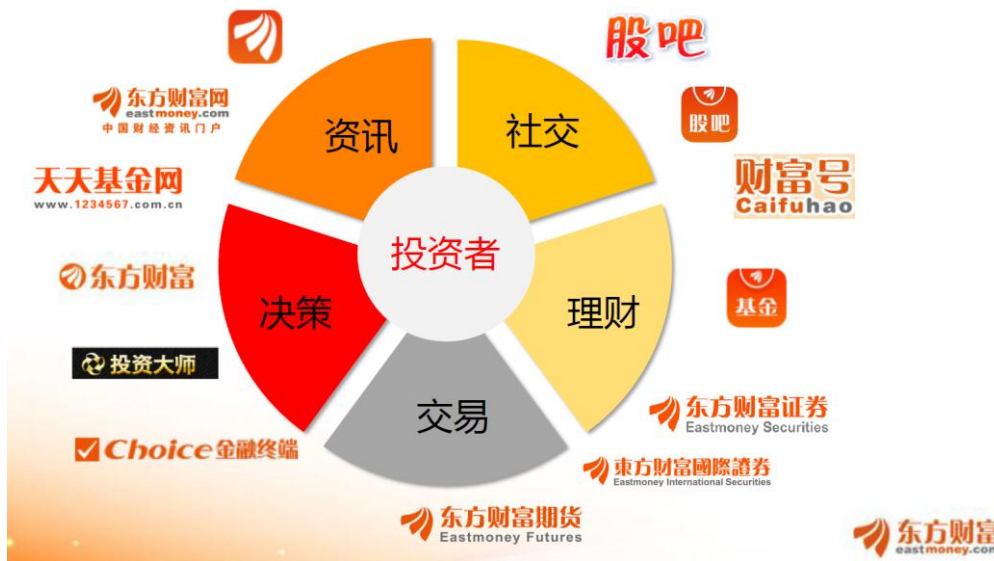 股吧
东方财富网
eastmoney.com
中国财经资讯门户
资讯
社交
股吧
天天基金网
www.1234567.com.cn
财富号
Caifuhao
投资者
东方财富
决策
理财
基金
投资大师
交易
东方财富证券
Eastmoney Securities
Choice金融终端
東方財富國際證券
Eastmoney International Securities
东方财富期货
Eastmoney Futures
东方财富
eastmoney.com